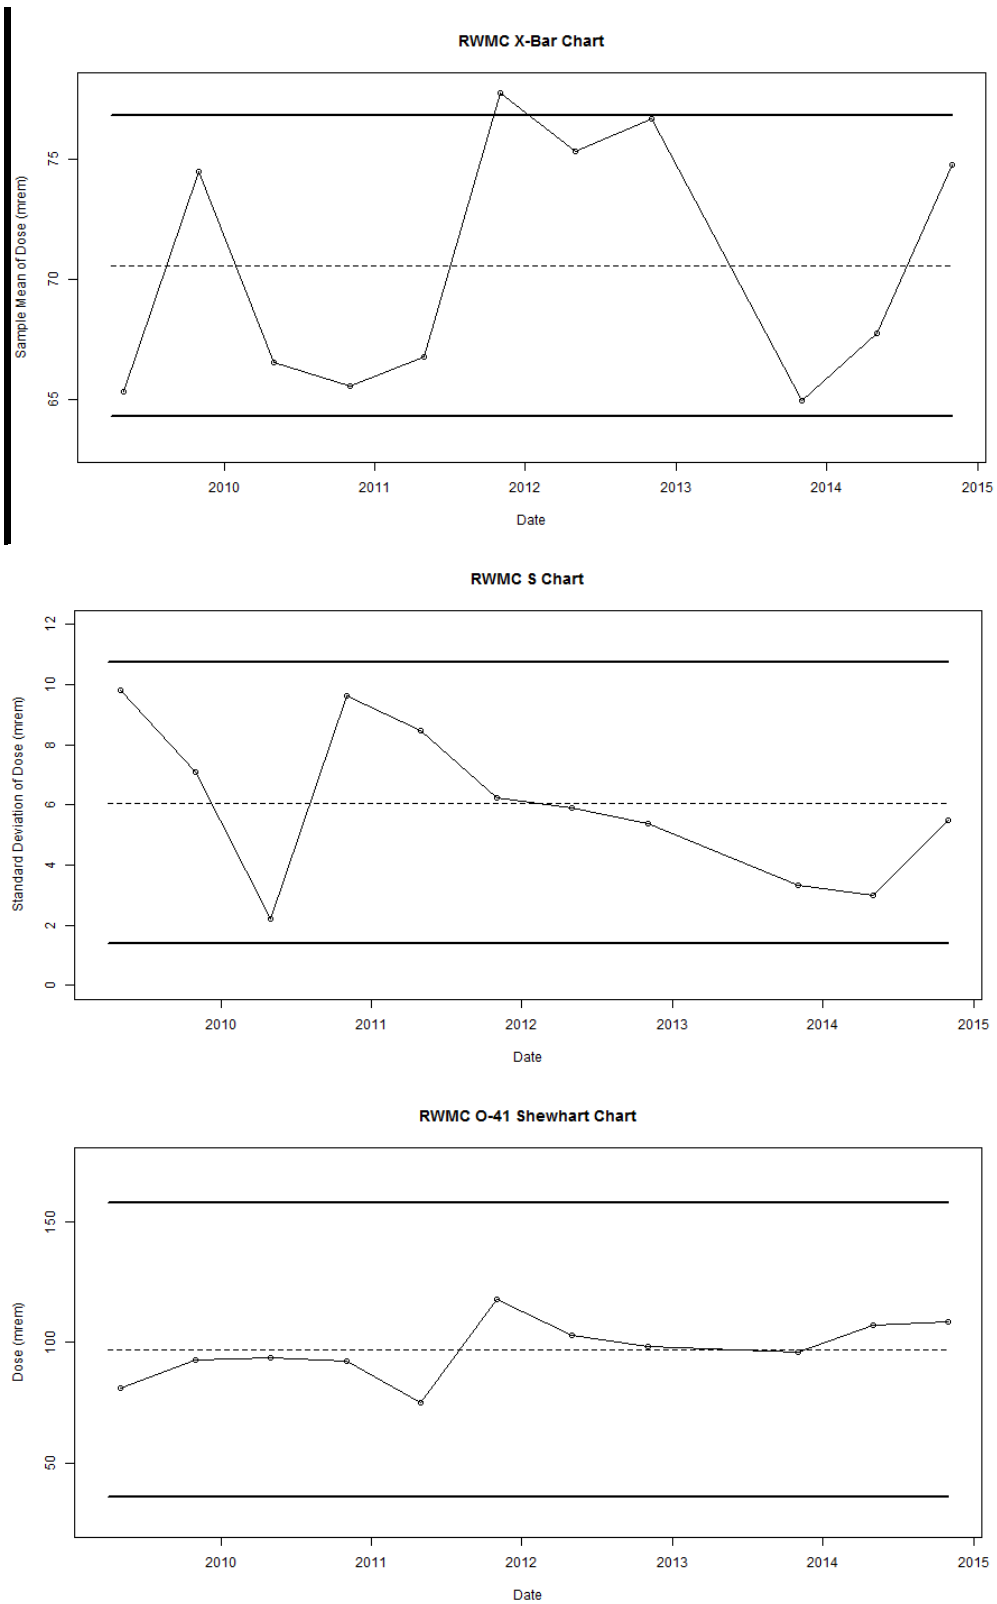 RWMC X-Bar Chart
Sample Mean of Dose (mrem)
75
70
65
2010 2011 2012 2013 2014 2015
Date
RWMC S Chart
Standard Deviation of Dose (mrem)
12
10
8
6
4
2
0
2010 2011 2012 2013 2014 2015
Date
RWMC O-41 Shewhart Chart
Dose (mrem)
150
100
50
2010 2011 2012 2013 2014 2015
Date